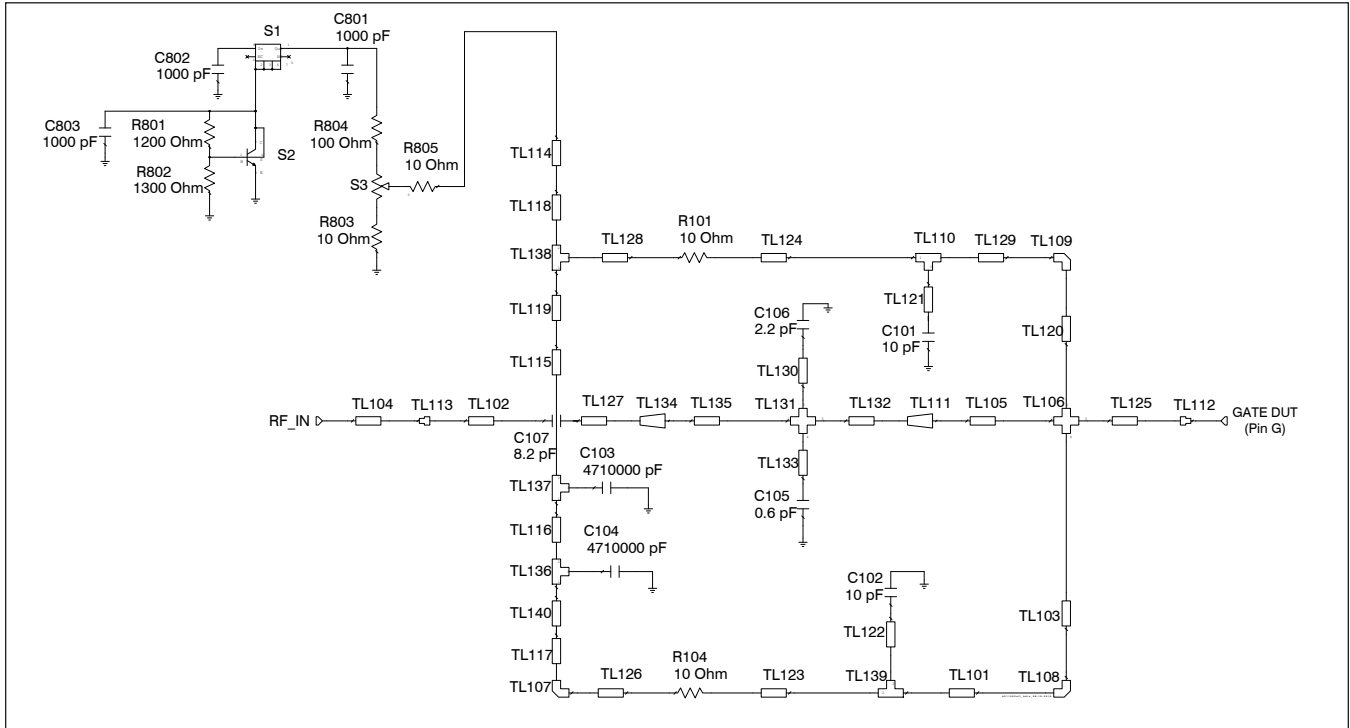 S1
C801
1000 pF
C802
1000 pF
C803
1000 pF
R801
1200 Ohm
S2
R802
1300 Ohm
R804
100 Ohm
R805
10 Ohm
S3
R803
10 Ohm
TL114
TL118
TL138
TL128
R101
10 Ohm
TL124
TL110
TL129
TL109
TL119
TL121
C106
2.2 pF
C101
10 pF
TL120
TL115
TL130
RF_IN
TL104
TL113
TL102
TL127
TL134
TL135
TL131
TL132
TL111
TL105
TL106
TL125
TL112
GATE DUT
(Pin G)
C107
8.2 pF
C103
4710000 pF
TL133
TL137
C105
0.6 pF
TL116
C104
4710000 pF
TL136
C102
10 pF
TL140
TL103
TL122
TL117
R104
10 Ohm
TL107
TL126
TL123
TL139
TL101
TL108